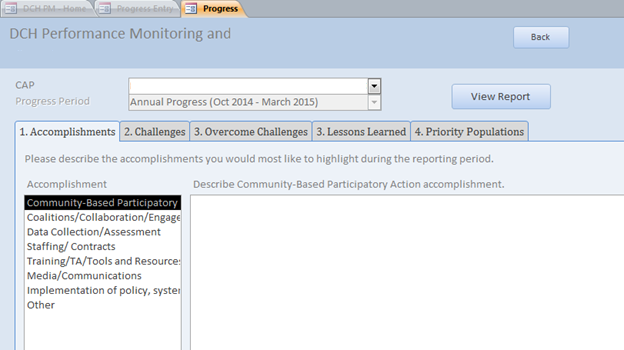 DCH PM - Home Progress Entry Progress
DCH Performance Monitoring and
Back
CAP
Progress Period Annual Progress (Oct 2014 - March 2015)
View Report
1. Accomplishments 2. Challenges 3. Overcome Challenges 3. Lessons Learned 4. Priority Populations
Please describe the accomplishments you would most like to highlight during the reporting period.
Accomplishment Describe Community-Based Participatory Action accomplishment.
Community-Based Participatory
Coalitions/Collaboration/Engage
Data Collection/Assessment
Staffing/ Contracts
Training/TA/Tools and Resources
Media/Communications
Implementation of policy, system
Other